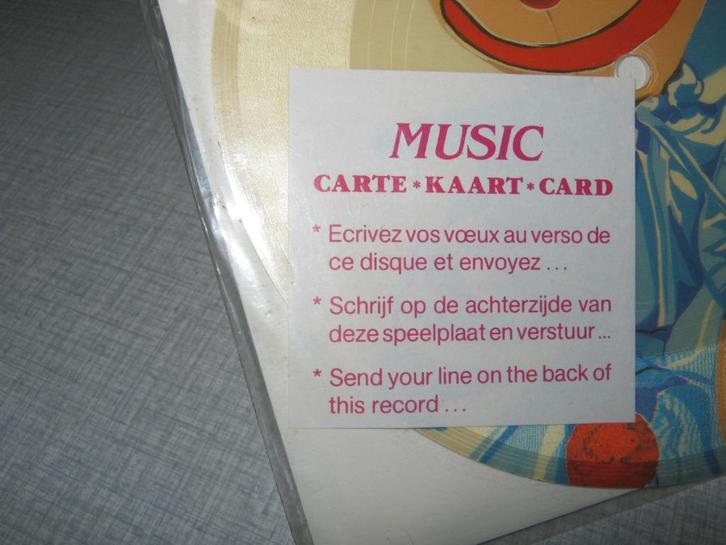 MUSIC
CARTE * KAART * CARD
* Ecrivez vos vœux au verso de
ce disque et envoyez ...
* Schrijf op de achterzijde van
deze speelplaat en verstuur ...
* Send your line on the back of
this record ...